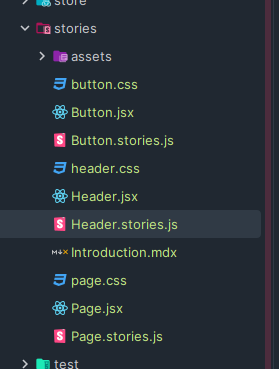 store
stories
assets
button.css
Button.jsx
Button.stories.js
header.css
Header.jsx
Header.stories.js
M↓× Introduction.mdx
page.css
Page.jsx
Page.stories.js
test